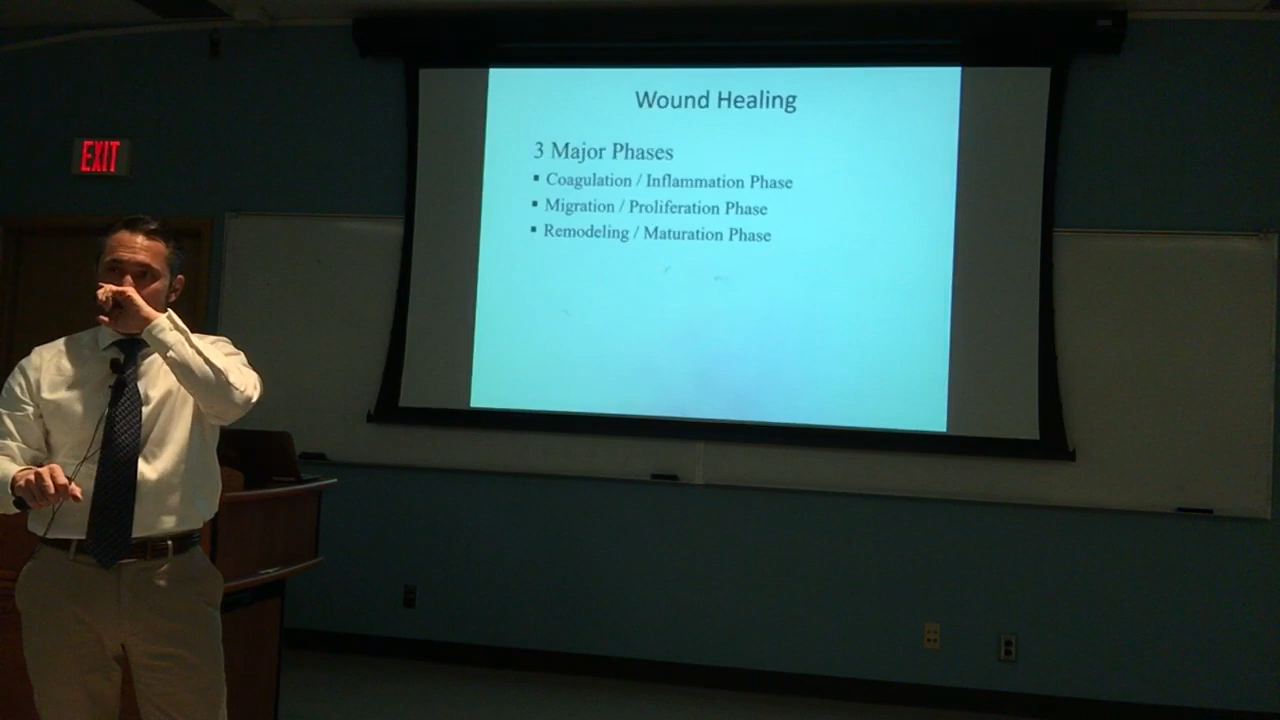 EXIT
Wound Healing
3 Major Phases
▪ Coagulation / Inflammation Phase
▪ Migration / Proliferation Phase
▪ Remodeling / Maturation Phase